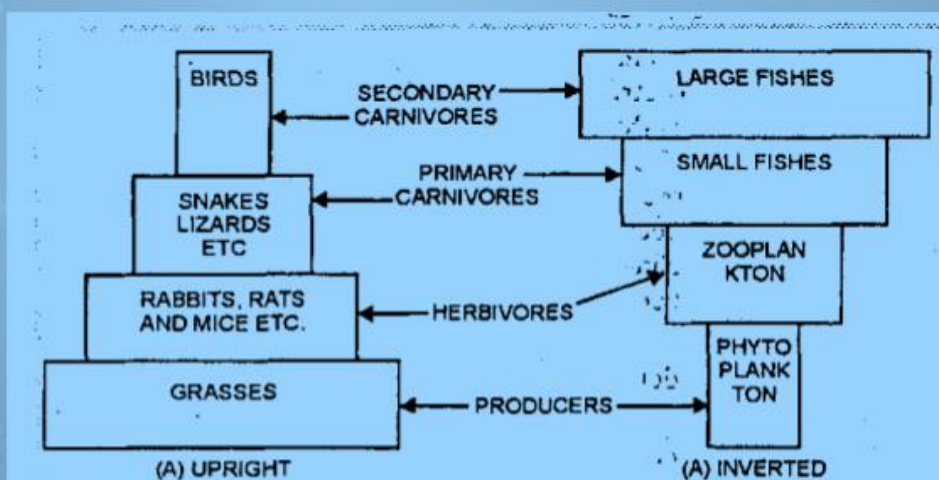 BIRDS
SECONDARY
CARNIVORES
LARGE FISHES
PRIMARY
CARNIVORES
SMALL FISHES
SNAKES
LIZARDS
ETC
ZOOPLAN
KTON
RABBITS, RATS
AND MICE ETC.
HERBIVORES
PHYTO
PLANK
TON
GRASSES
PRODUCERS
(A) UPRIGHT
(A) INVERTED